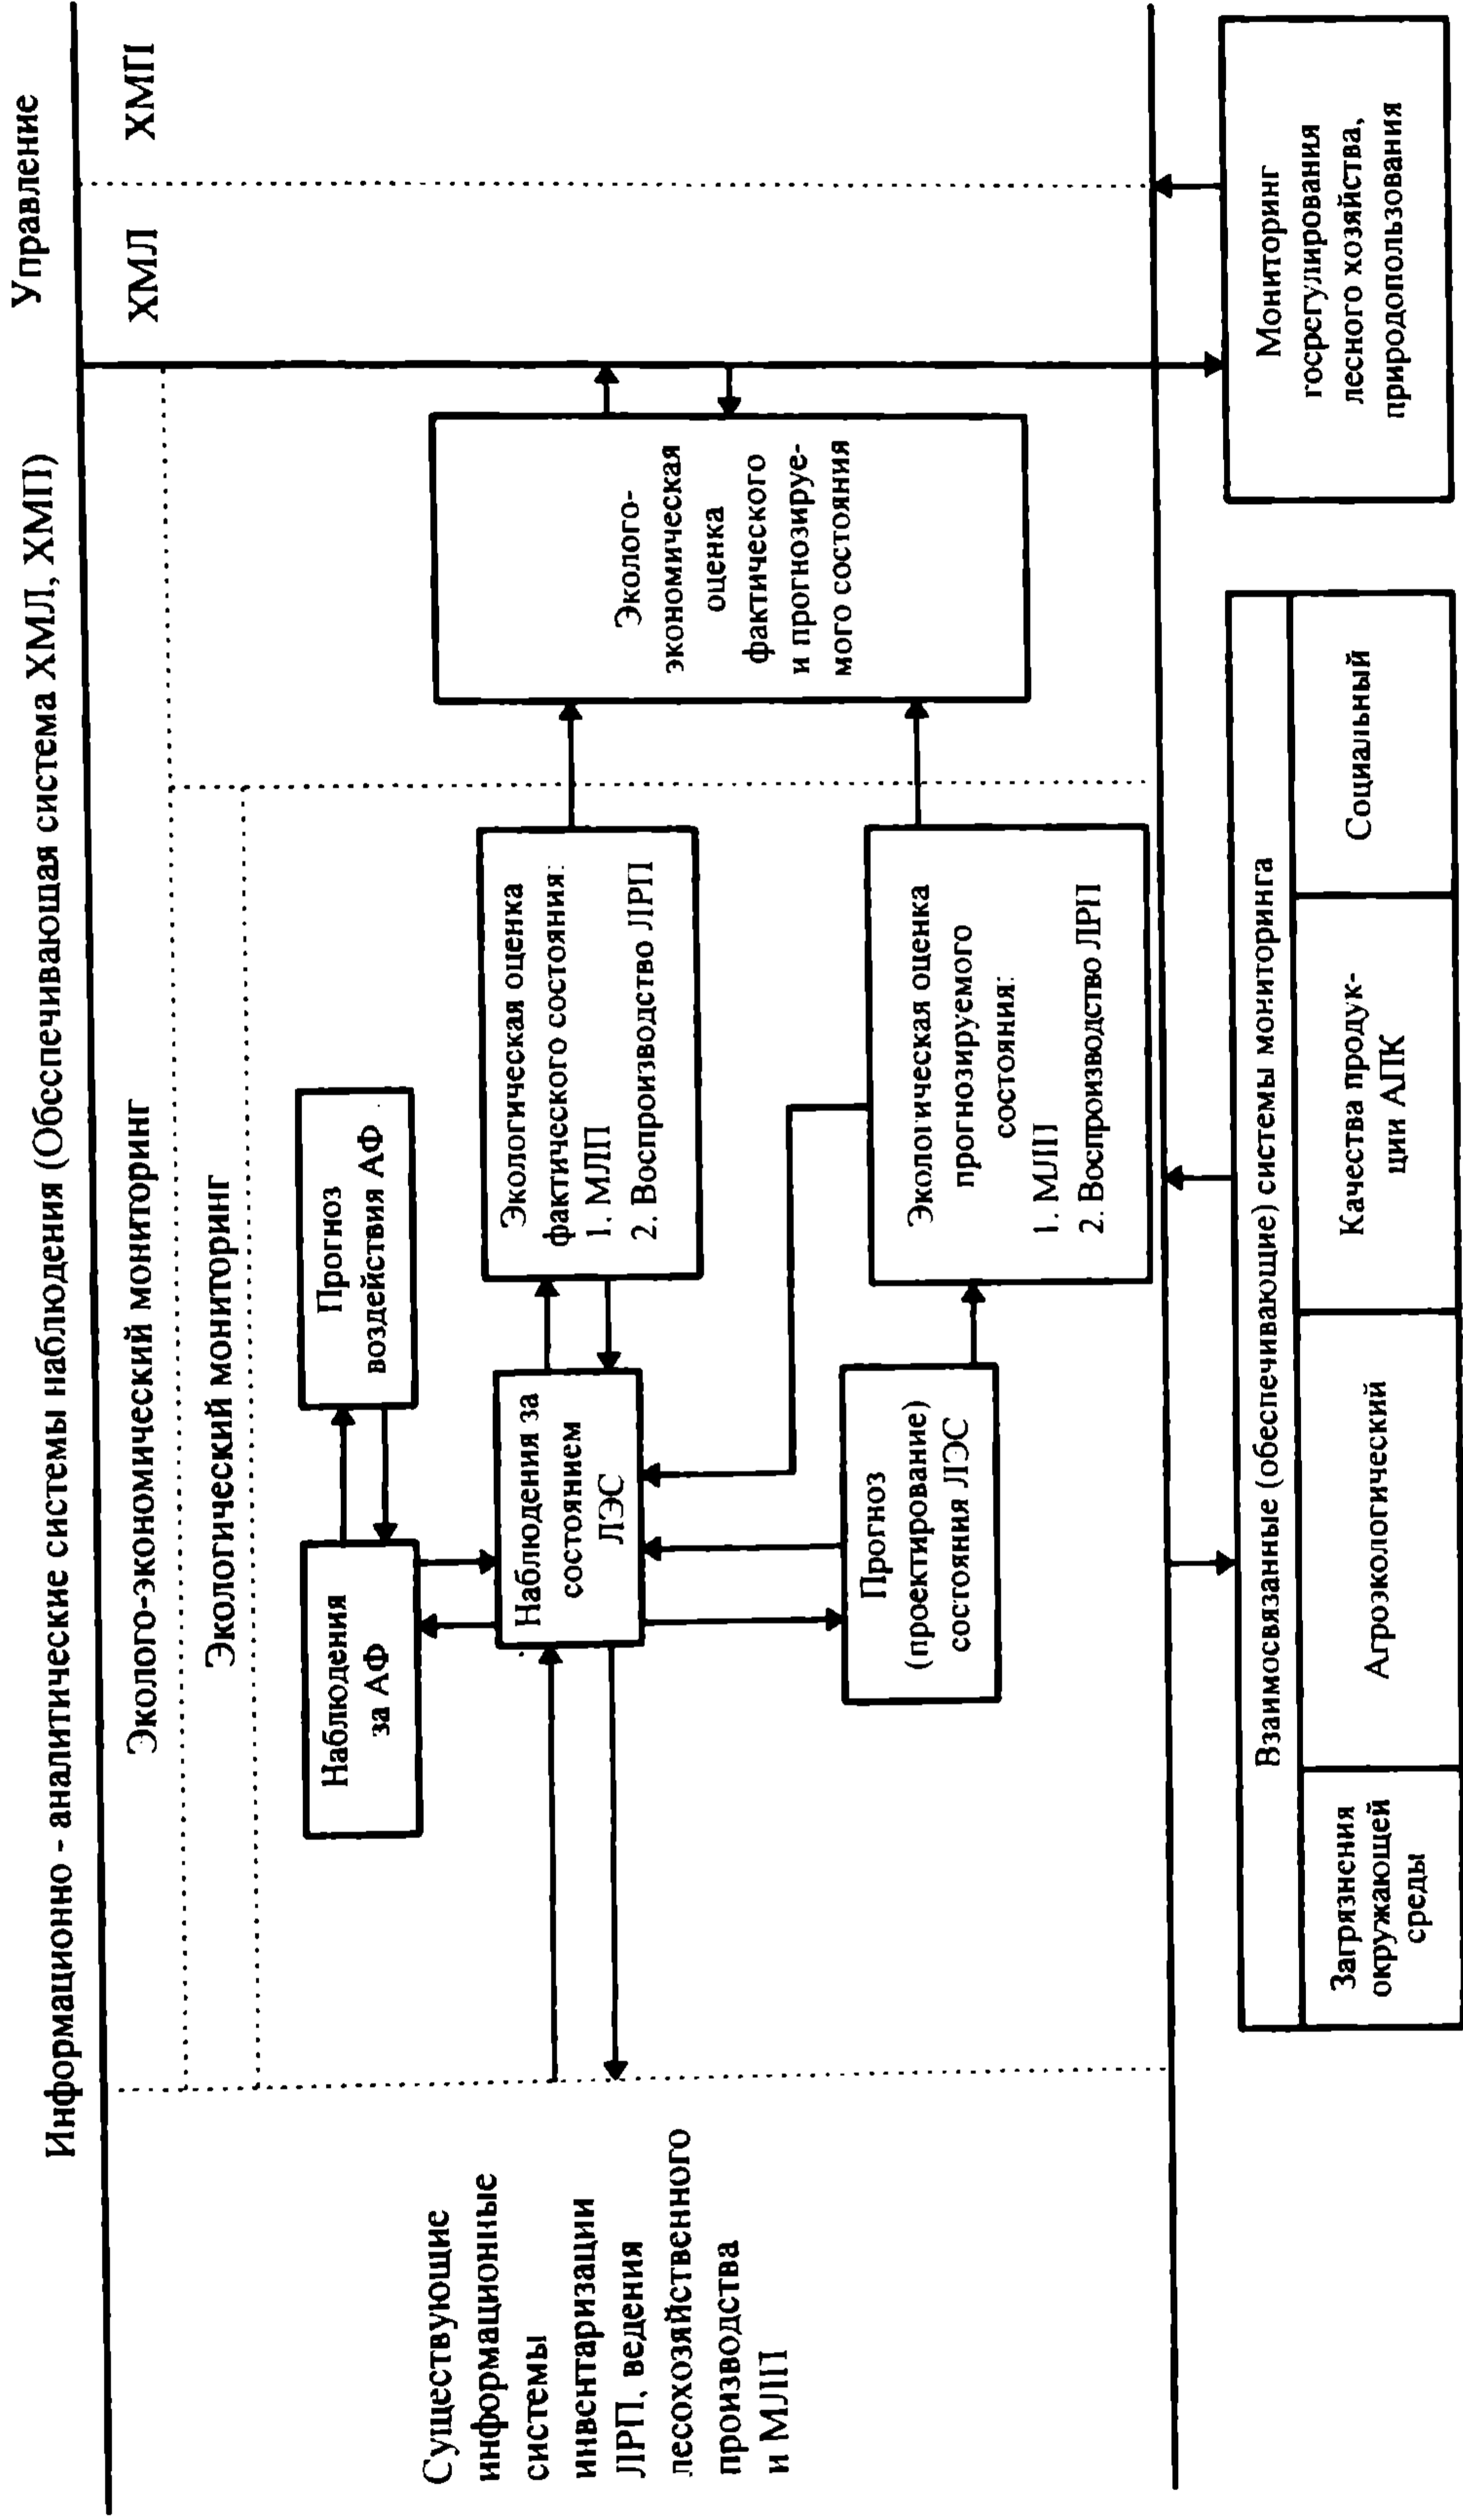 Информационно - аналитические системы наблюдения (Обсспечивающая система ХМЛ, ХМП)
Управление
Эколого-экономический мониторинг
ХМЛ
ХМП
Экологический мониторинг
Существующие
информационные
системы
инвентаризации
ЛРП, ведения
лесохозяйственного
производства
и МЛП
Наблюдения
за АФ
Прогноз
воздействия АФ
Наблюдения за
состоянием
ЛЭС
Экологическая оценка
фактического состояния:
1. МЛП
2. Воспроизводство ЛРП
Эколого-
экономическая
оценка
фактического
и прогнозируе-
мого состояния
Прогноз
(проектирование)
состояния ЛЭС
Экологическая оценка
прогнозируемого
состояния:
1. МЛП
2. Воспроизводство ЛРП
Взаимосвязанные (обеспечивающие) системы мониторинга
Загрязнения
окружающей
среды
Агроэкологический
Качества продук-
ции АПК
Социальный
Мониторинг
госрегулирования
лесного хозяйства,
природопользования